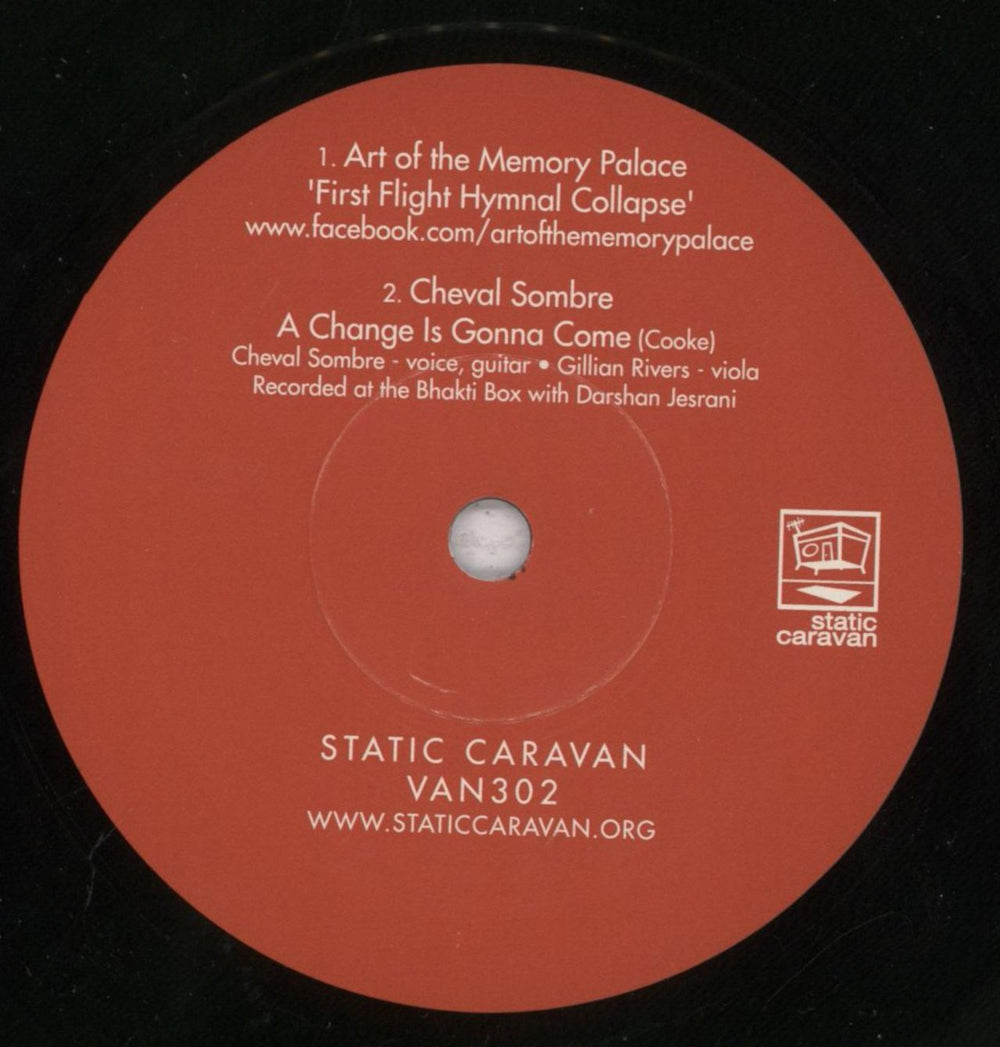 1. Art of the Memory Palace
'First Flight Hymnal Collapse'
www.facebook.com/artofthememorypalace
2. Cheval Sombre
A Change Is Gonna Come (Cooke)
Cheval Sombre - voice, guitar • Gillian Rivers - viola
Recorded at the Bhakti Box with Darshan Jesrani
static
caravan
STATIC CARAVAN
VAN302
WWW.STATICCARAVAN.ORG